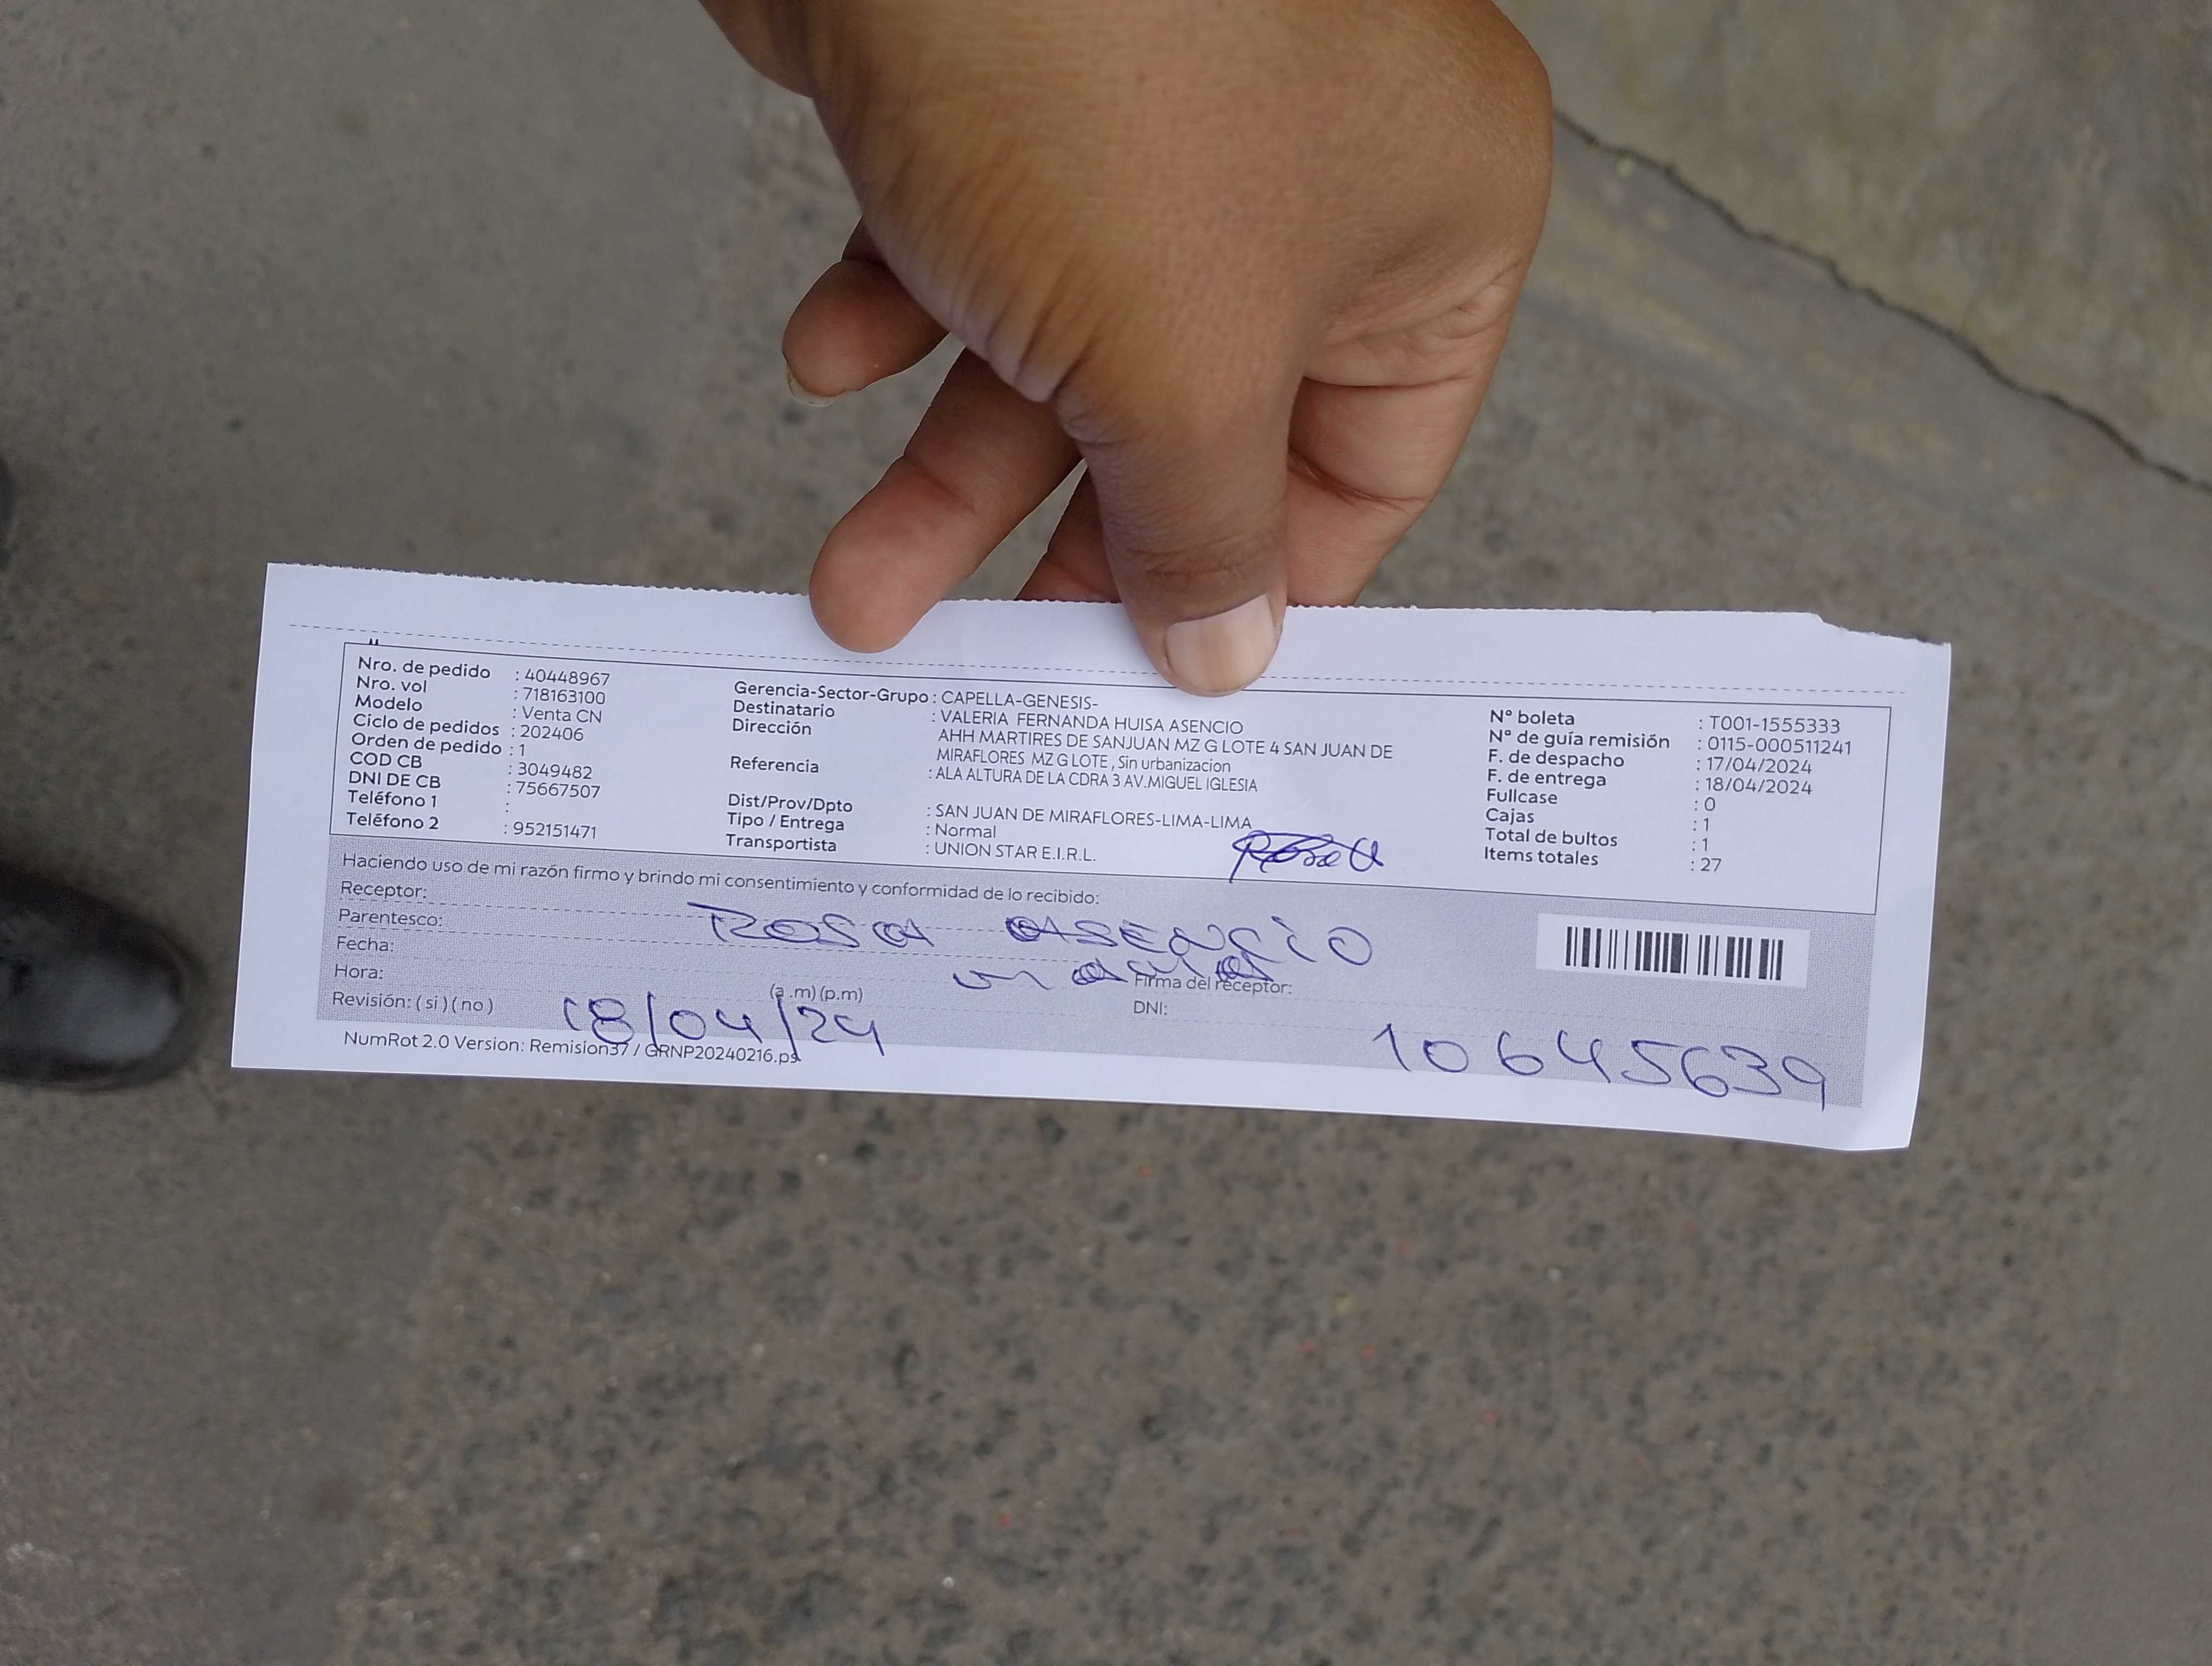 Nro. de pedido : 40448967
Nro. vol : 718163100
Modelo : Venta CN
Ciclo de pedidos : 202406
Orden de pedido : 1
COD CB : 3049482
DNI DE CB : 75667507
Teléfono 1 :
Teléfono 2 : 952151471
Gerencia-Sector-Grupo : CAPELLA-GENESIS-
Destinatario : VALERIA FERNANDA HUISA ASENCIO
Dirección AHH MARTIRES DE SANJUAN MZ G LOTE 4 SAN JUAN DE
MIRAFLORES MZ G LOTE , Sin urbanizacion
Referencia : ALA ALTURA DE LA CDRA 3 AV.MIGUEL IGLESIA
Dist/Prov/Dpto : SAN JUAN DE MIRAFLORES-LIMA-LIMA
Tipo / Entrega : Normal
Transportista : UNION STAR E.I.R.L.
N° boleta : T001-1555333
N° de guía remisión : 0115-000511241
F. de despacho : 17/04/2024
F. de entrega : 18/04/2024
Fullcase : 0
Cajas : 1
Total de bultos : 1
Items totales : 27
Haciendo uso de mi razón firmo y brindo mi consentimiento y conformidad de lo recibido:
Receptor: ROSA ASENCIO
Parentesco:
Fecha: 18/04/24
Hora: (a .m) (p.m)
Revisión: ( si ) ( no )
Firma del receptor:
DNI: 10645639
NumRot 2.0 Version: Remision37 / GRNP20240216.ps